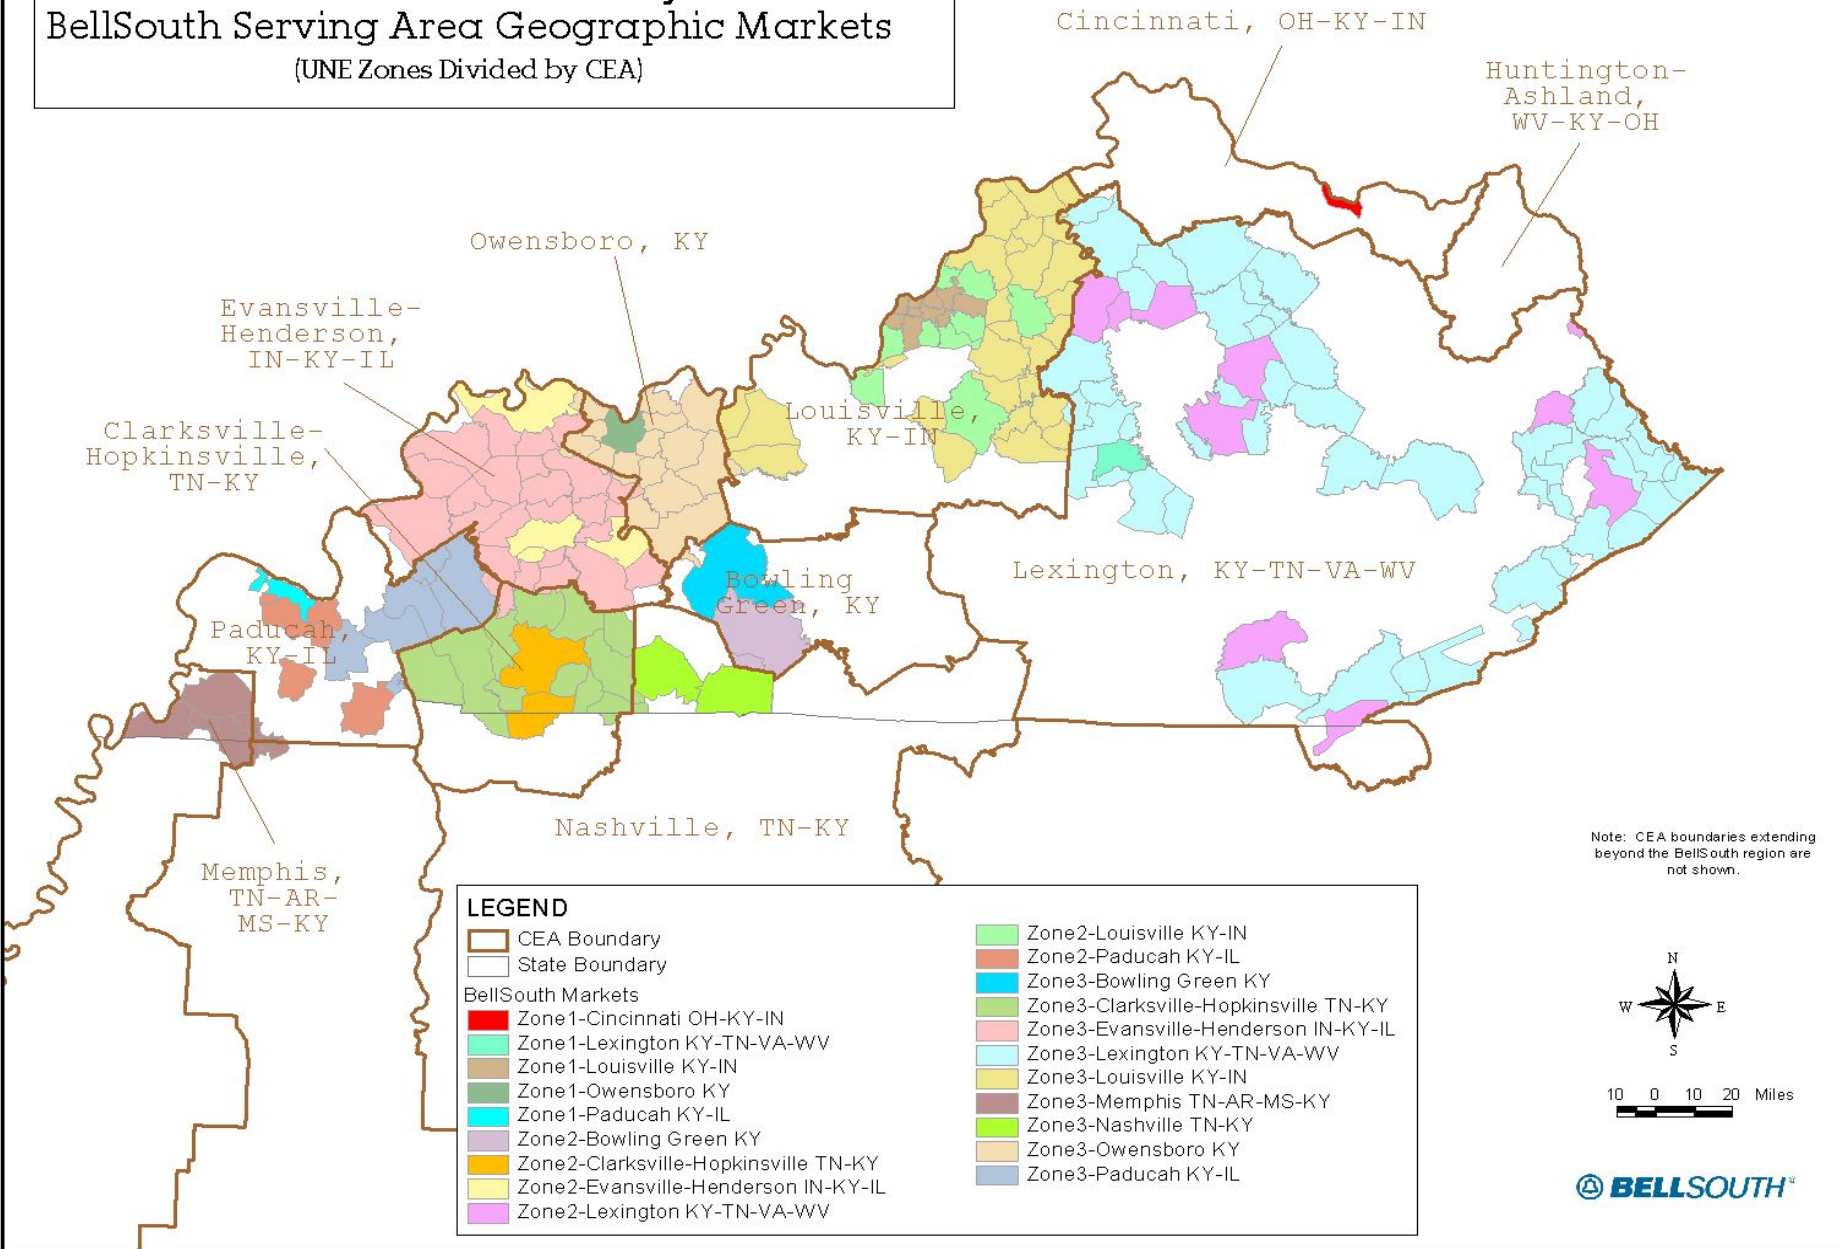 BellSouth Serving Area Geographic Markets
(UNE Zones Divided by CEA)
Cincinnati, OH-KY-IN
Huntington-
Ashland,
WV-KY-OH
Owensboro, KY
Evansville-
Henderson,
IN-KY-IL
Clarksville-
Hopkinsville,
TN-KY
Louisville,
KY-IN
Bowling
Green, KY
Lexington, KY-TN-VA-WV
Paducah,
KY-IL
Nashville, TN-KY
Memphis,
TN-AR-
MS-KY
Note: CEA boundaries extending
beyond the BellSouth region are
not shown.
LEGEND
CEA Boundary
State Boundary
BellSouth Markets
Zone1-Cincinnati OH-KY-IN
Zone1-Lexington KY-TN-VA-WV
Zone1-Louisville KY-IN
Zone1-Owensboro KY
Zone1-Paducah KY-IL
Zone2-Bowling Green KY
Zone2-Clarksville-Hopkinsville TN-KY
Zone2-Evansville-Henderson IN-KY-IL
Zone2-Lexington KY-TN-VA-WV
Zone2-Louisville KY-IN
Zone2-Paducah KY-IL
Zone3-Bowling Green KY
Zone3-Clarksville-Hopkinsville TN-KY
Zone3-Evansville-Henderson IN-KY-IL
Zone3-Lexington KY-TN-VA-WV
Zone3-Louisville KY-IN
Zone3-Memphis TN-AR-MS-KY
Zone3-Nashville TN-KY
Zone3-Owensboro KY
Zone3-Paducah KY-IL
N
W E
S
10 0 10 20 Miles
BELLSOUTH